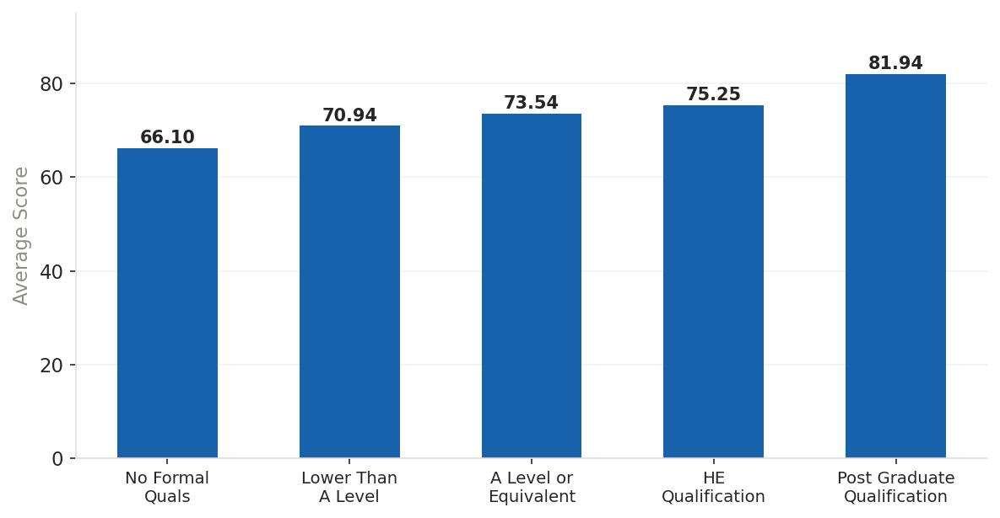 Average Score
80
60
40
20
0
66.10
70.94
73.54
75.25
81.94
No Formal
Quals
Lower Than
A Level
A Level or
Equivalent
HE
Qualification
Post Graduate
Qualification